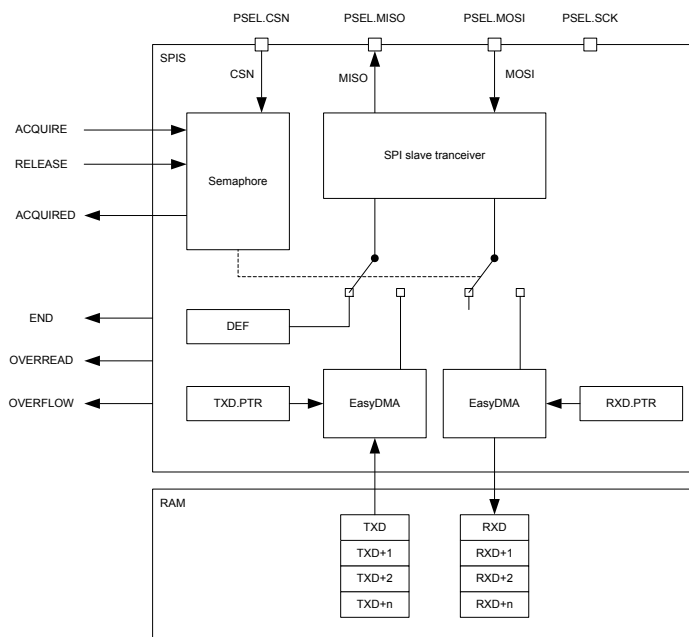 PSEL.CSN PSEL.MISO PSEL.MOSI PSEL.SCK
SPIS
CSN MISO MOSI
ACQUIRE
RELEASE
ACQUIRED
Semaphore
SPI slave tranceiver
END
OVERREAD
OVERFLOW
DEF
TXD.PTR EasyDMA EasyDMA RXD.PTR
RAM
TXD RXD
TXD+1 RXD+1
TXD+2 RXD+2
TXD+n RXD+n